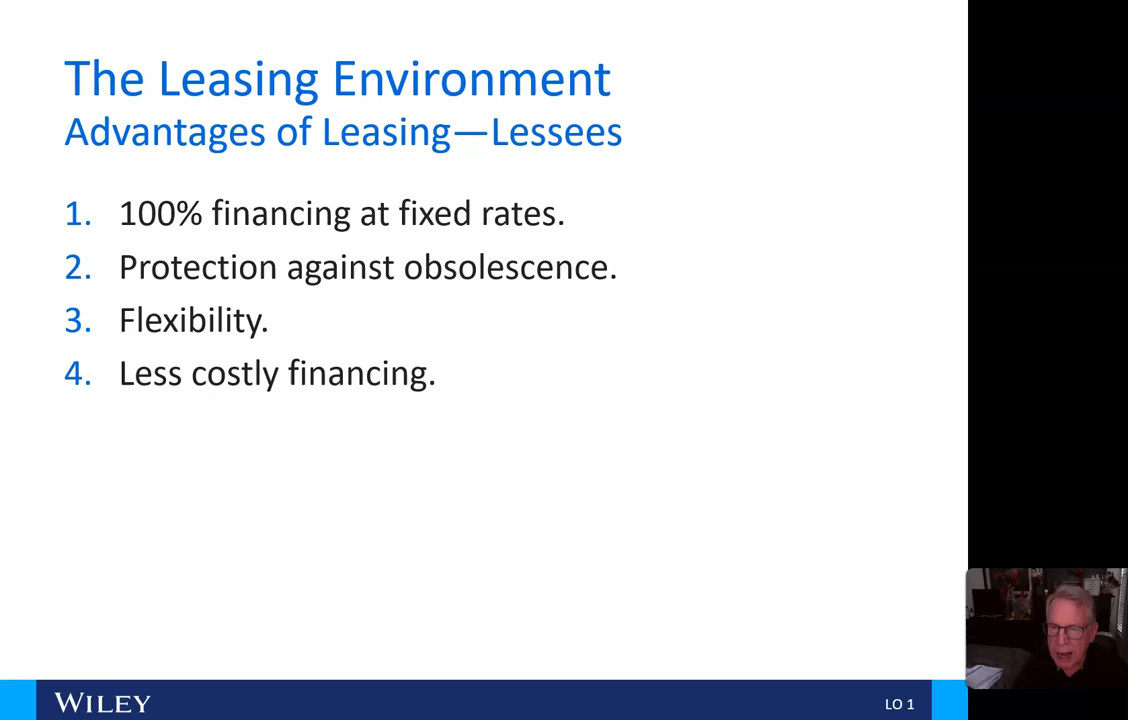 The Leasing Environment
Advantages of Leasing—Lessees
1. 100% financing at fixed rates.
2. Protection against obsolescence.
3. Flexibility.
4. Less costly financing.
WILEY
LO 1